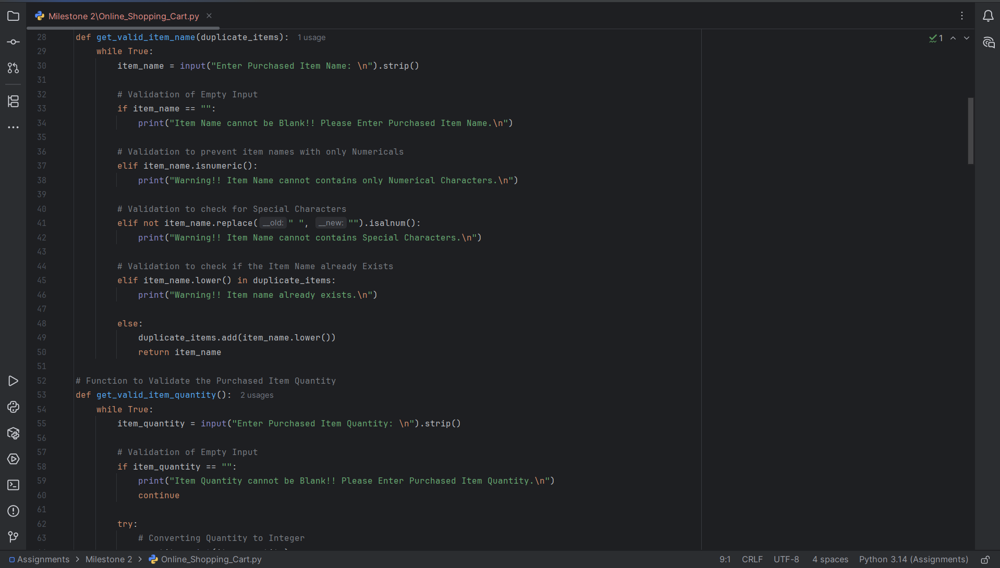 Milestone 2\Online_Shopping_Cart.py
28 def get_valid_item_name(duplicate_items): 1 usage
1
29 while True:
30 item_name = input("Enter Purchased Item Name: \n").strip()
31
32 # Validation of Empty Input
33 if item_name == "":
34 print("Item Name cannot be Blank!! Please Enter Purchased Item Name.\n")
35
36 # Validation to prevent item names with only Numericals
37 elif item_name.isnumeric():
38 print("Warning!! Item Name cannot contains only Numerical Characters.\n")
39
40 # Validation to check for Special Characters
41 elif not item_name.replace( __old: " ", __new: "").isalnum():
42 print("Warning!! Item Name cannot contains Special Characters.\n")
43
44 # Validation to check if the Item Name already Exists
45 elif item_name.lower() in duplicate_items:
46 print("Warning!! Item name already exists.\n")
47
48 else:
49 duplicate_items.add(item_name.lower())
50 return item_name
51
52 # Function to Validate the Purchased Item Quantity
53 def get_valid_item_quantity(): 2 usages
54 while True:
55 item_quantity = input("Enter Purchased Item Quantity: \n").strip()
56
57 # Validation of Empty Input
58 if item_quantity == "":
59 print("Item Quantity cannot be Blank!! Please Enter Purchased Item Quantity.\n")
60 continue
61
62 try:
63 # Converting Quantity to Integer
Assignments > Milestone 2 > Online_Shopping_Cart.py
9:1 CRLF UTF-8 4 spaces Python 3.14 (Assignments)